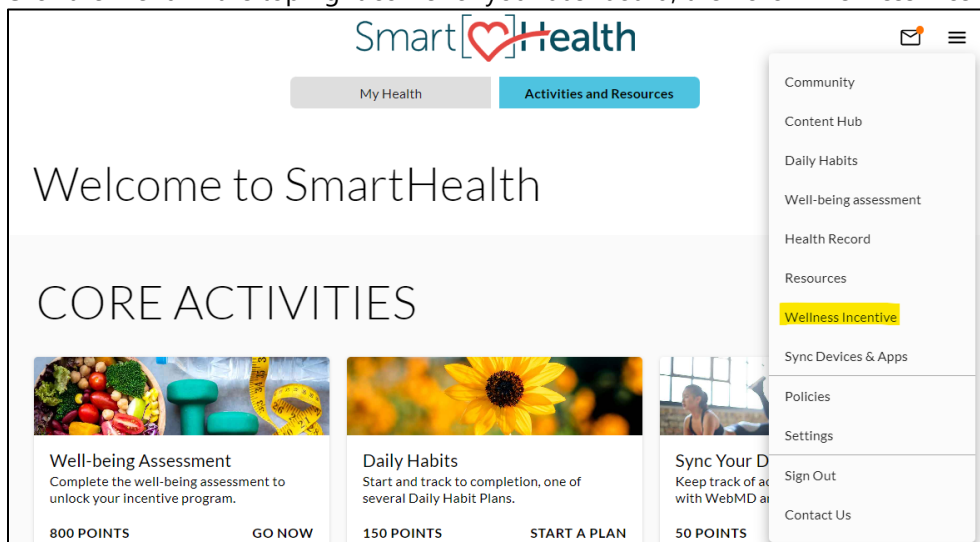 Smart Health
My Health
Activities and Resources
Community
Content Hub
Daily Habits
Well-being assessment
Health Record
Resources
Wellness Incentive
Sync Devices & Apps
Policies
Settings
Sign Out
Contact Us
Welcome to SmartHealth
CORE ACTIVITIES
Well-being Assessment
Complete the well-being assessment to
unlock your incentive program.
800 POINTS GO NOW
Daily Habits
Start and track to completion, one of
several Daily Habit Plans.
150 POINTS START A PLAN
Sync Your D
Keep track of
with WebMD
50 POINTS